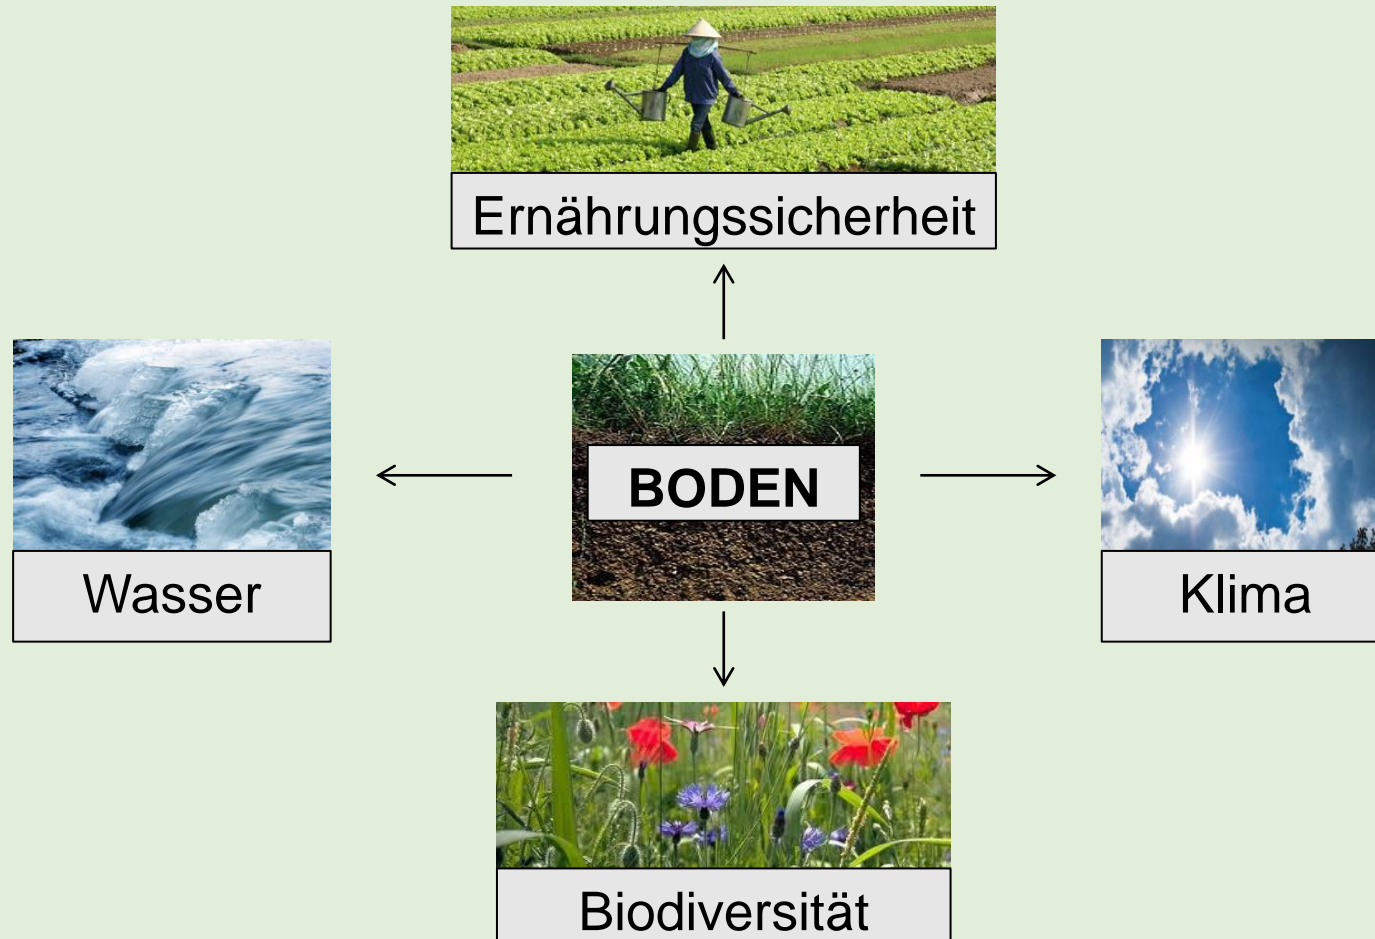 Ernährungssicherheit
BODEN
Wasser
Klima
Biodiversität